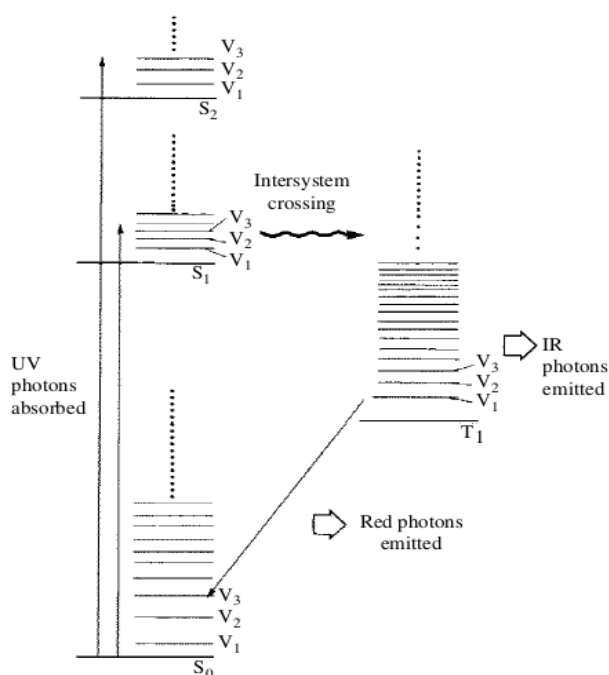 V3
V2
V1
S2
Intersystem
crossing
V3
V2
V1
S1
UV
photons
absorbed
IR
photons
emitted
V3
V2
V1
T1
Red photons
emitted
V3
V2
V1
S0